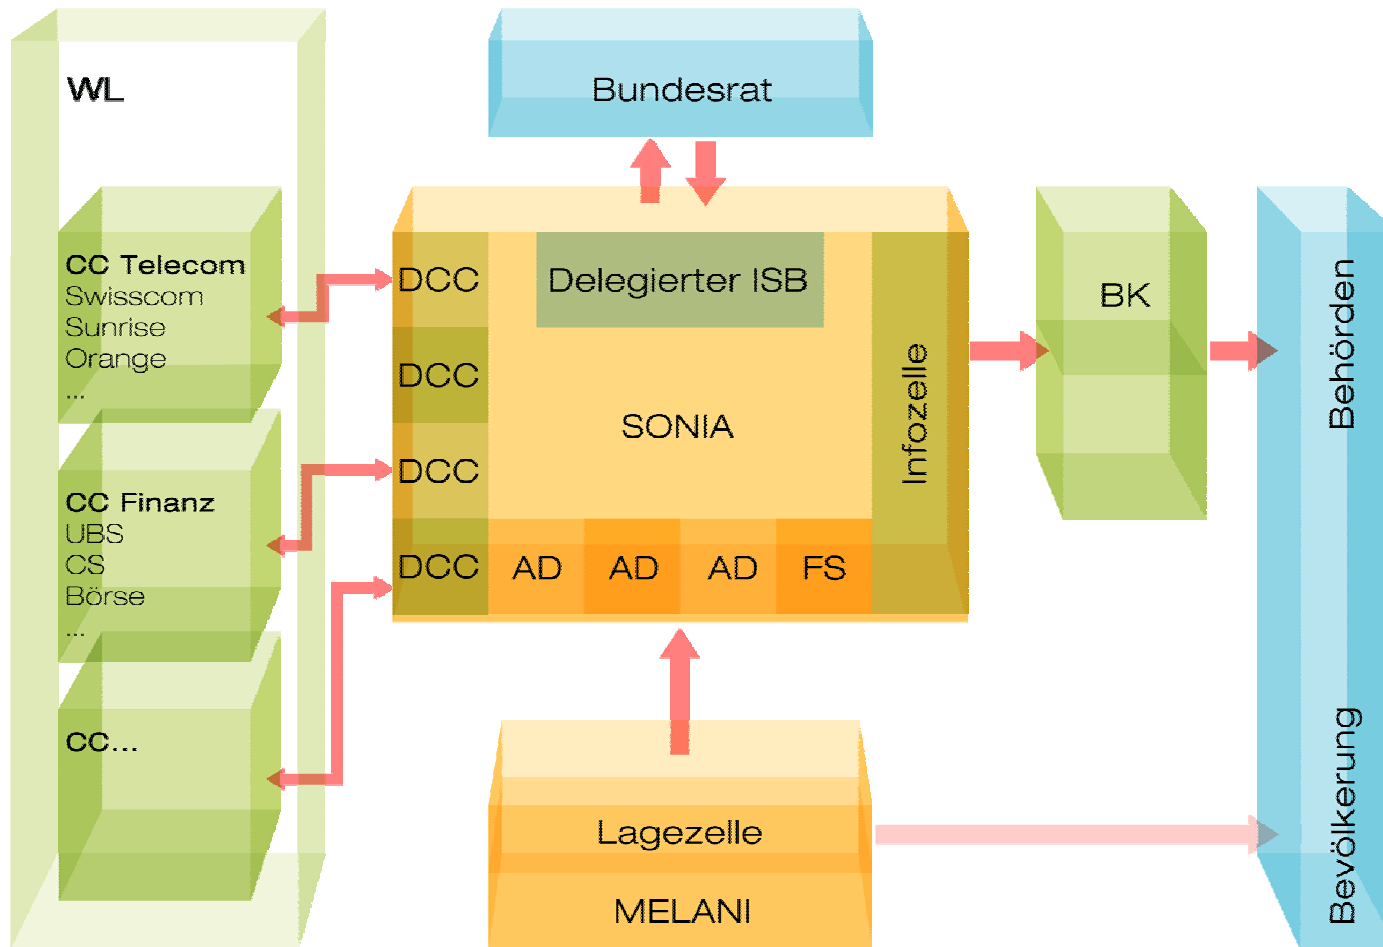 WL
CC Telecom
Swisscom
Sunrise
Orange
...
CC Finanz
UBS
CS
Börse
...
CC...
Bundesrat
DCC
DCC
DCC
DCC
Delegierter ISB
SONIA
AD
AD
AD
FS
Infozelle
Lagezelle
MELANI
BK
Behörden
Bevölkerung